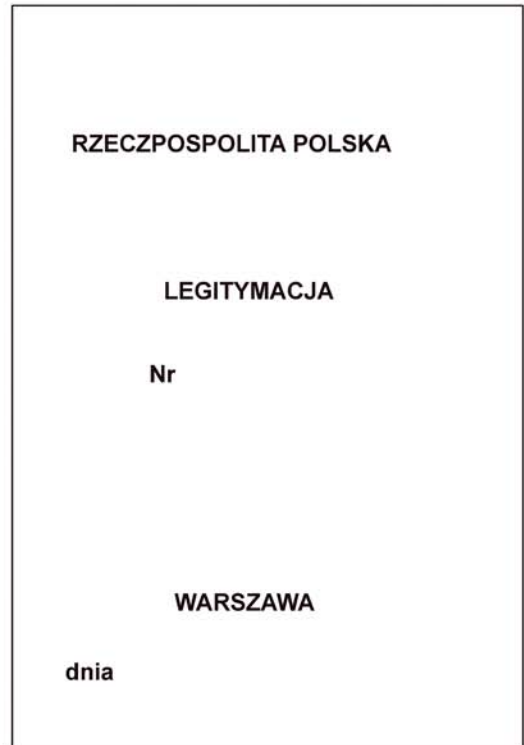 RZECZPOSPOLITA POLSKA
LEGITYMACJA
Nr
WARSZAWA
dnia